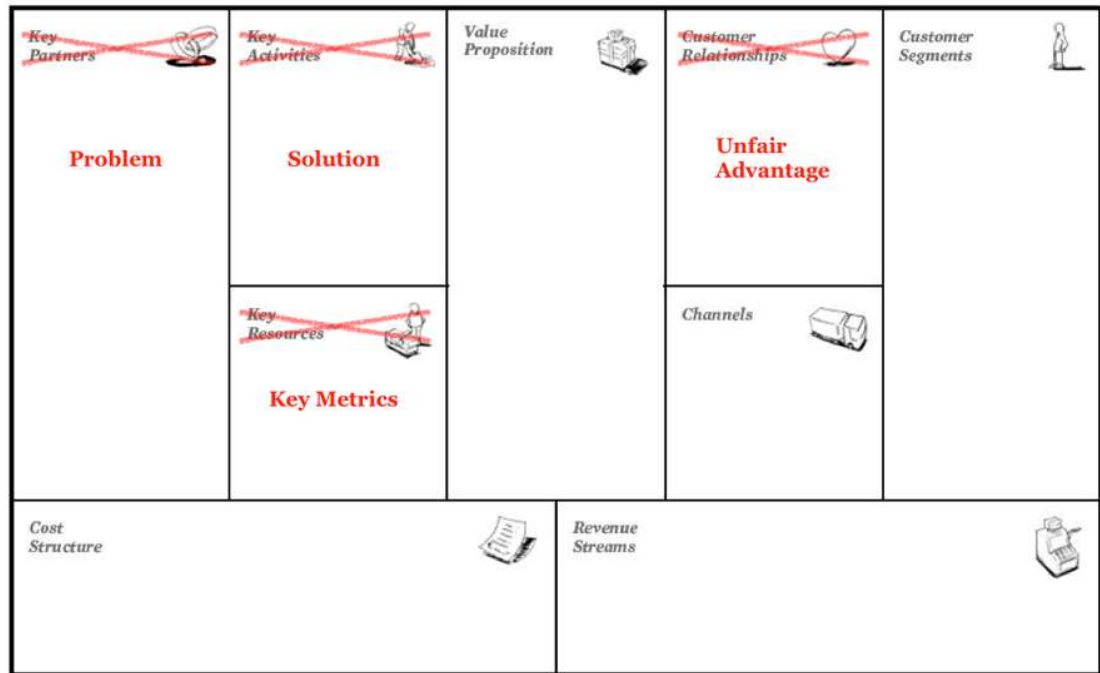 Key
Partners
Problem
Key
Activities
Solution
Key
Resources
Key Metrics
Value
Proposition
Customer
Relationships
Unfair
Advantage
Channels
Customer
Segments
Cost
Structure
Revenue
Streams